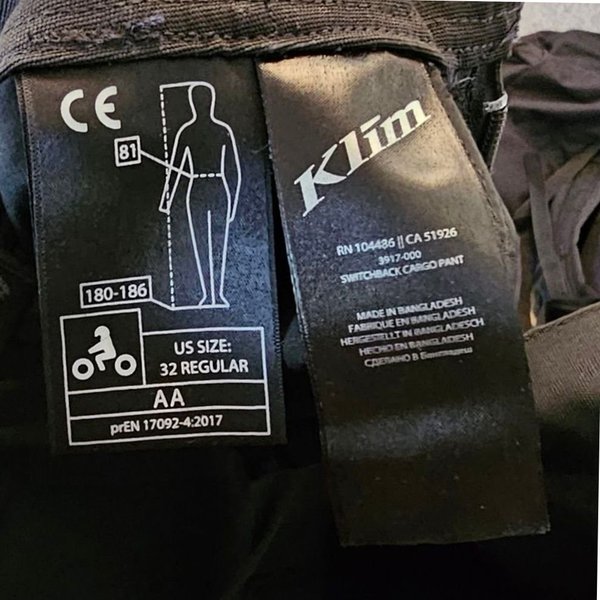 CE
81
180-186
US SIZE:
32 REGULAR
AA
prEN 17092-4:2017
Klim
RN 104486 || CA 51926
3917-000
SWITCHBACK CARGO PANT
MADE IN BANGLADESH
FABRIQUE EN BANGLADESH
HERGESTELLT IN BANGLADESCH
HECHO EN BANGLADESH
СДЕЛАНО В Бангладеш